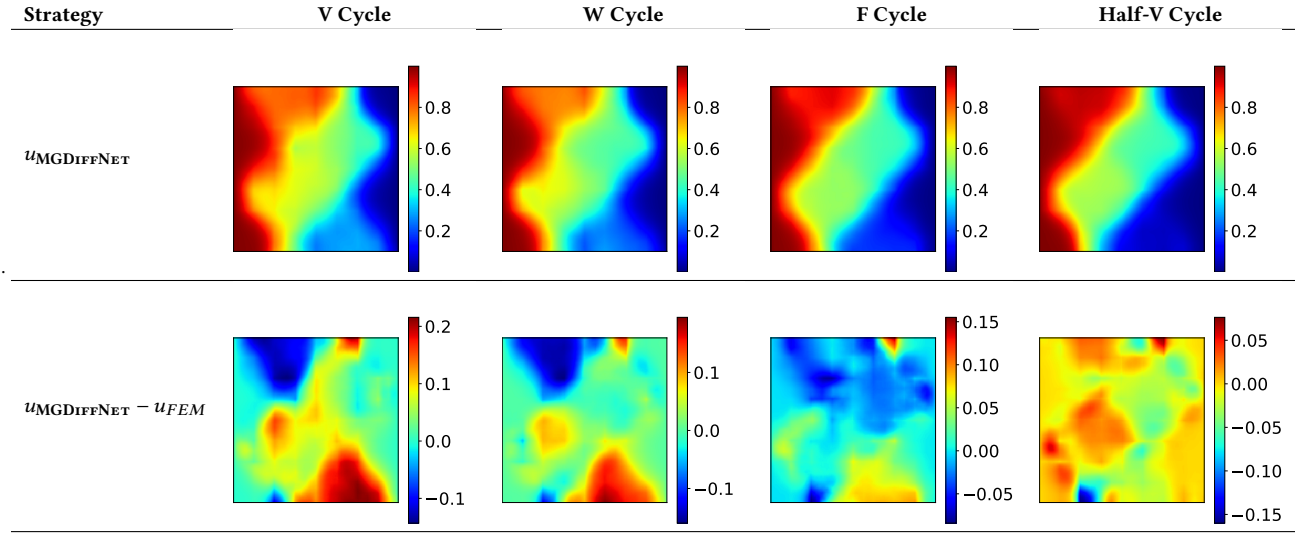 Strategy V Cycle W Cycle F Cycle Half-V Cycle
uMGDiffNet
0.8 0.8 0.8 0.8
0.6 0.6 0.6 0.6
0.4 0.4 0.4 0.4
0.2 0.2 0.2 0.2
.
uMGDiffNet − uFEM
0.2 0.1 0.0 −0.1
0.1 0.0 −0.1
0.15 0.10 0.05 0.00 −0.05
0.05 0.00 −0.05 −0.10 −0.15